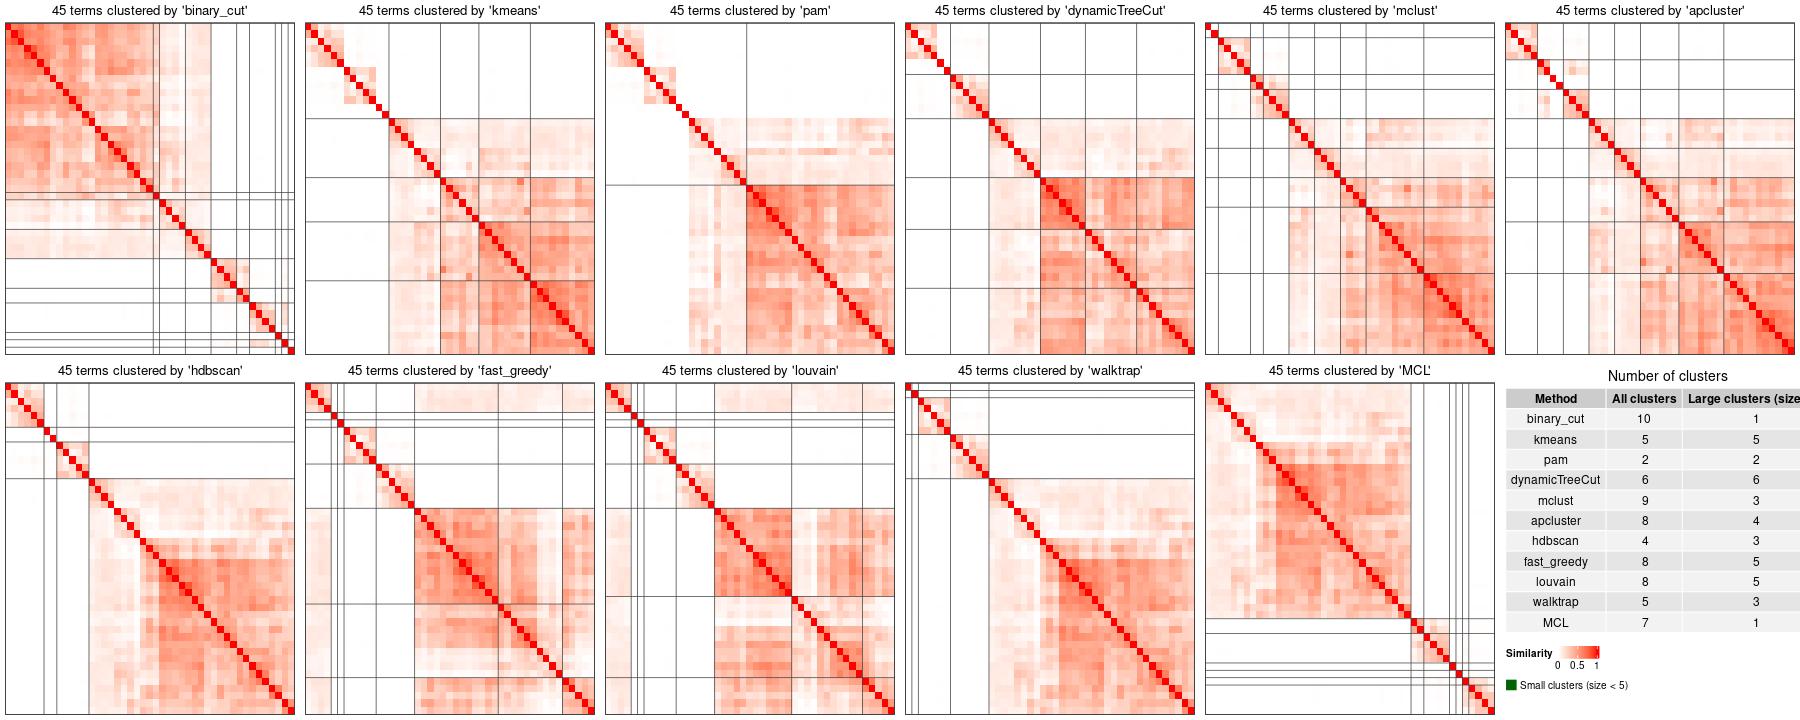 45 terms clustered by 'binary_cut'
45 terms clustered by 'kmeans'
45 terms clustered by 'pam'
45 terms clustered by 'dynamicTreeCut'
45 terms clustered by 'mclust'
45 terms clustered by 'apcluster'
45 terms clustered by 'hdbscan'
45 terms clustered by 'fast_greedy'
45 terms clustered by 'louvain'
45 terms clustered by 'walktrap'
45 terms clustered by 'MCL'
Number of clusters
Method All clusters Large clusters (size
binary_cut 10 1
kmeans 5 5
pam 2 2
dynamicTreeCut 6 6
mclust 9 3
apcluster 8 4
hdbscan 4 3
fast_greedy 8 5
louvain 8 5
walktrap 5 3
MCL 7 1
Similarity
0 0.5 1
Small clusters (size < 5)